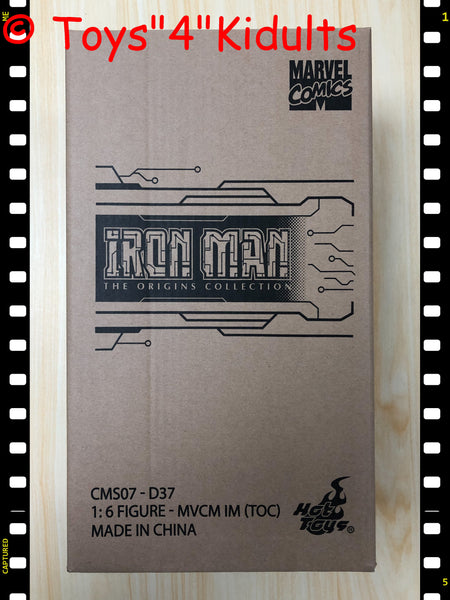 © Toys"4"Kidults
ME
1
MARVEL
COMICS
M
IRON MAN
THE ORIGINS COLLECTION
CMS07 - D37
1: 6 FIGURE - MVCM IM (TOC)
MADE IN CHINA
Hot
Toys®
CAPTURED
5